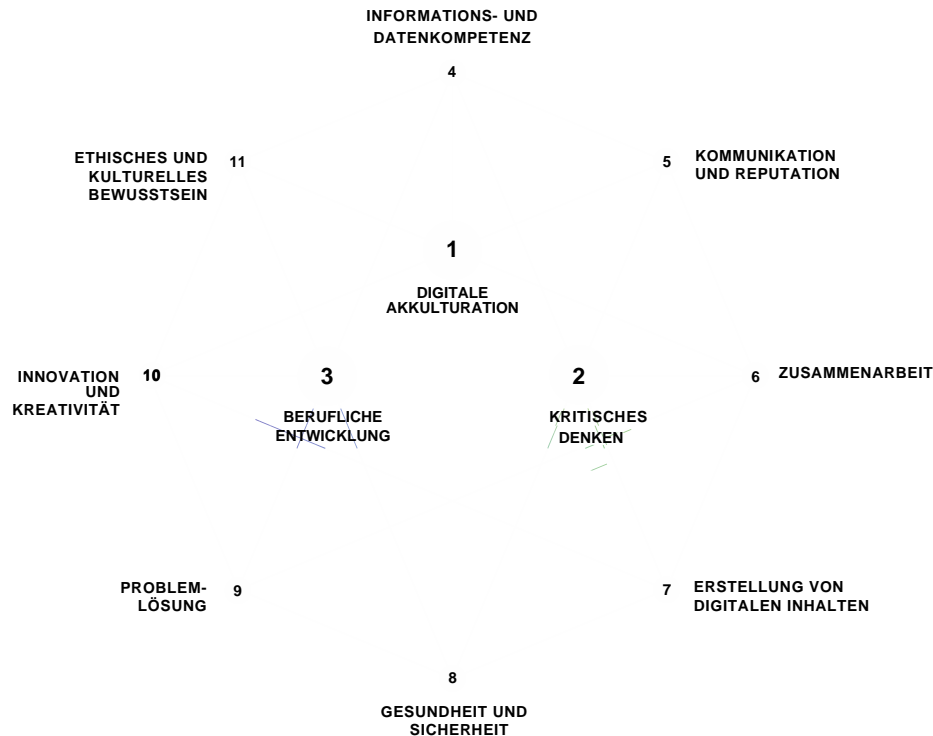 INFORMATIONS- UND
DATENKOMPETENZ
4
ETHISCHES UND
KULTURELLES
BEWUSSTSEIN
11
5
KOMMUNIKATION
UND REPUTATION
1
DIGITALE
AKKULTURATION
INNOVATION
UND
KREATIVITÄT
10
3
BERUFLICHE
ENTWICKLUNG
2
KRITISCHES
DENKEN
6
ZUSAMMENARBEIT
PROBLEM-
LÖSUNG
9
7
ERSTELLUNG VON
DIGITALEN INHALTEN
8
GESUNDHEIT UND
SICHERHEIT